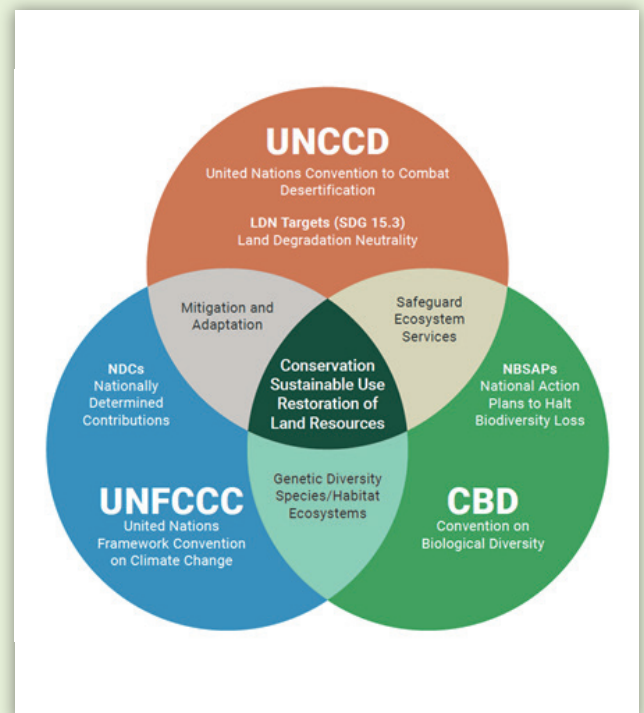 UNCCD
United Nations Convention to Combat
Desertification
LDN Targets (SDG 15.3)
Land Degradation Neutrality
Mitigation and
Adaptation
Safeguard
Ecosystem
Services
NDCs
Nationally
Determined
Contributions
Conservation
Sustainable Use
Restoration of
Land Resources
NBSAPs
National Action
Plans to Halt
Biodiversity Loss
Genetic Diversity
Species/Habitat
Ecosystems
UNFCCC
United Nations
Framework Convention
on Climate Change
CBD
Convention on
Biological Diversity